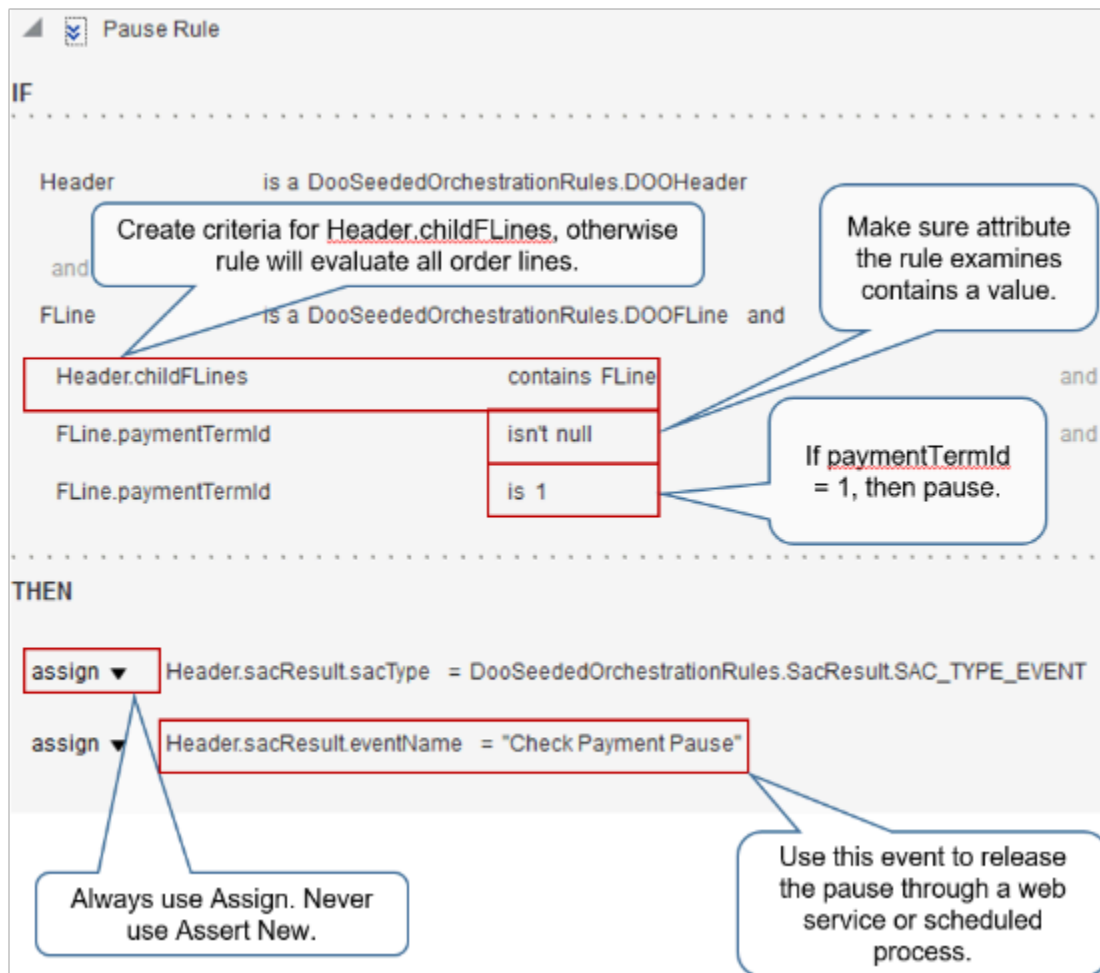 Pause Rule
IF
Header is a DooSeededOrchestrationRules.DOOHeader
Create criteria for Header.childFLines, otherwise
rule will evaluate all order lines.
Make sure attribute
the rule examines
contains a value.
and
FLine is a DooSeededOrchestrationRules.DOOFLine and
Header.childFLines contains FLine and
FLine.paymentTermId isn't null and
FLine.paymentTermId is 1
If paymentTermId
= 1, then pause.
THEN
assign Header.sacResult.sacType = DooSeededOrchestrationRules.SacResult.SAC_TYPE_EVENT
assign Header.sacResult.eventName = "Check Payment Pause"
Always use Assign. Never
use Assert New.
Use this event to release
the pause through a web
service or scheduled
process.